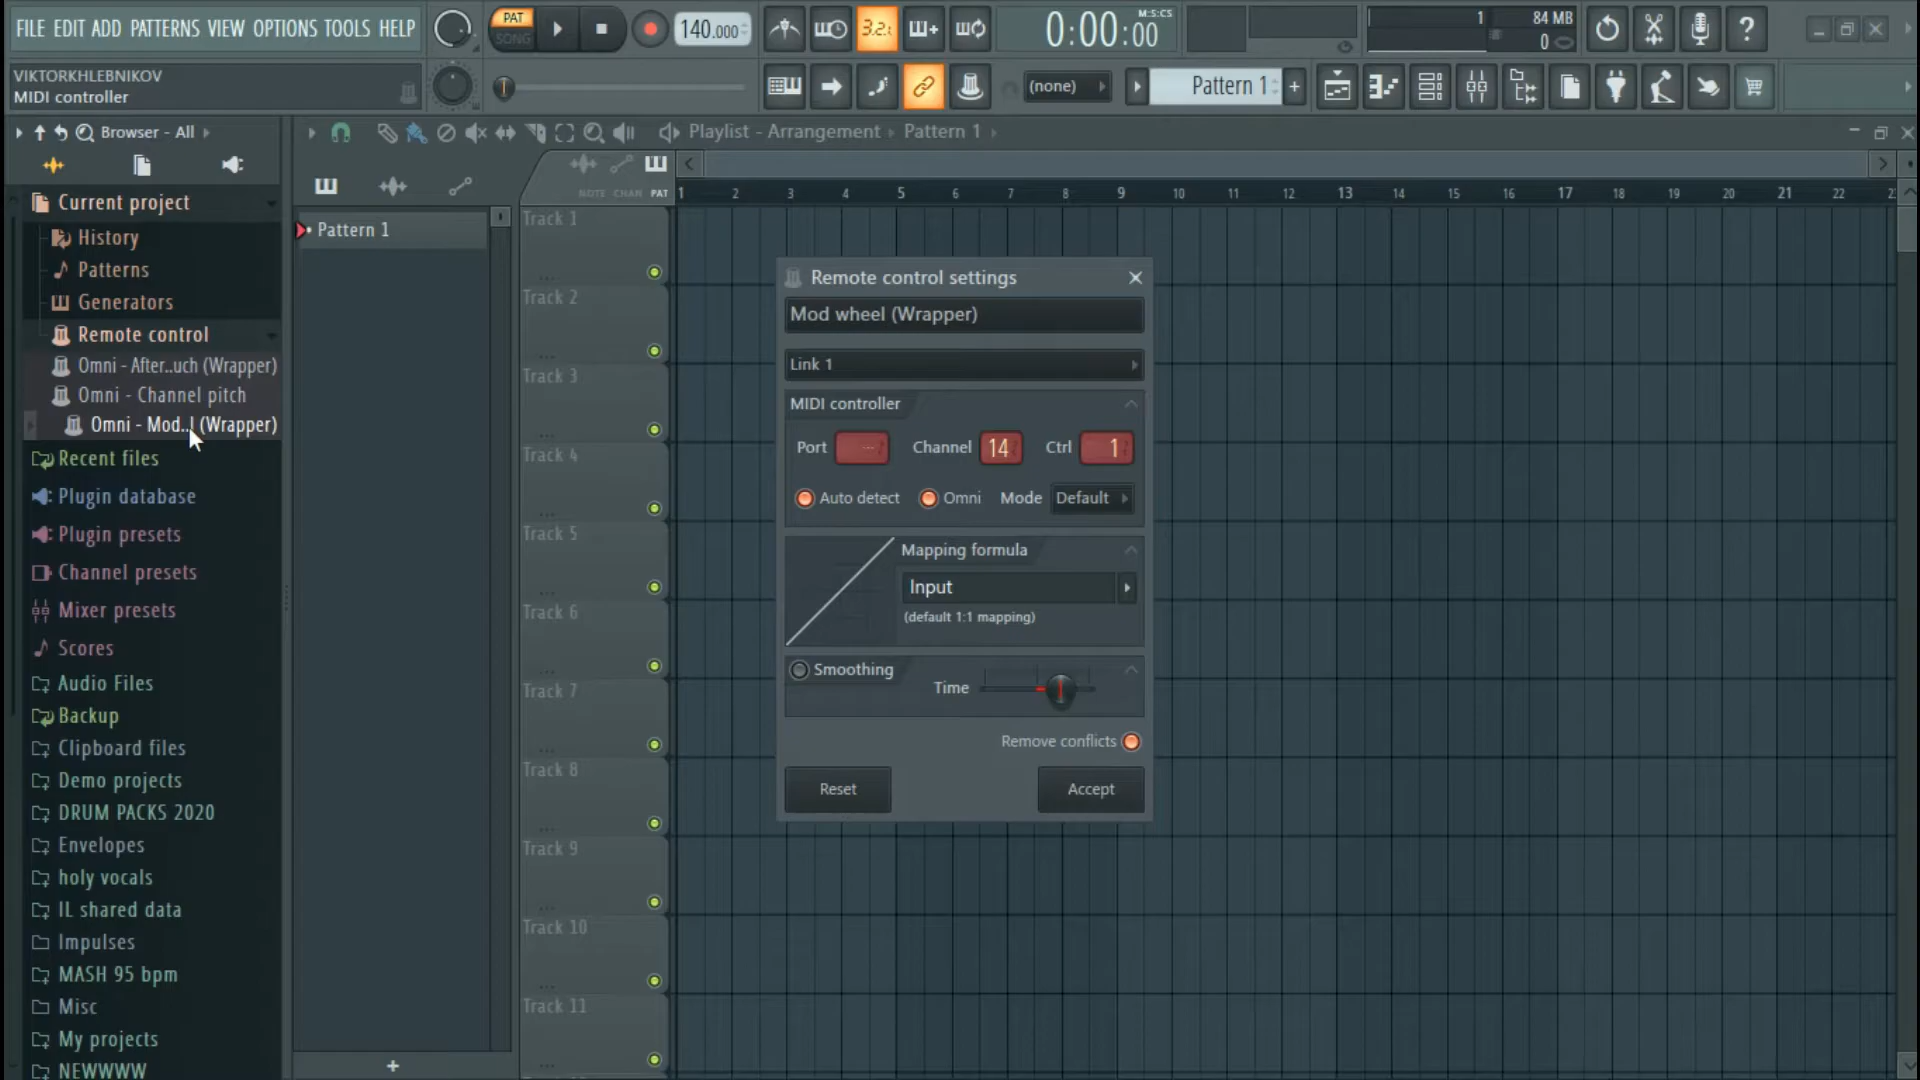 FILE EDIT ADD PATTERNS VIEW OPTIONS TOOLS HELP
PAT
SONG
140.000
3.2.
0:00:00
M:S:CS
1
84 MB
0
VIKTORKHLEBNIKOV
MIDI controller
(none)
Pattern 1
+
Browser - All
Playlist - Arrangement
Pattern 1
NOTE CHAN PAT
1 2 3 4 5 6 7 8 9 10 11 12 13 14 15 16 17 18 19 20 21 22
Current project
History
Patterns
Generators
Remote control
Omni - After..uch (Wrapper)
Omni - Channel pitch
Omni - Mod..l (Wrapper)
Recent files
Plugin database
Plugin presets
Channel presets
Mixer presets
Scores
Audio Files
Backup
Clipboard files
Demo projects
DRUM PACKS 2020
Envelopes
holy vocals
IL shared data
Impulses
MASH 95 bpm
Misc
My projects
NEWWWW
Pattern 1
+
Track 1
Track 2
Track 3
Track 4
Track 5
Track 6
Track 7
Track 8
Track 9
Track 10
Track 11
Remote control settings
Mod wheel (Wrapper)
Link 1
MIDI controller
Port --- Channel 14 Ctrl 1
Auto detect Omni Mode Default
Mapping formula
Input
(default 1:1 mapping)
Smoothing
Time
Remove conflicts
Reset Accept